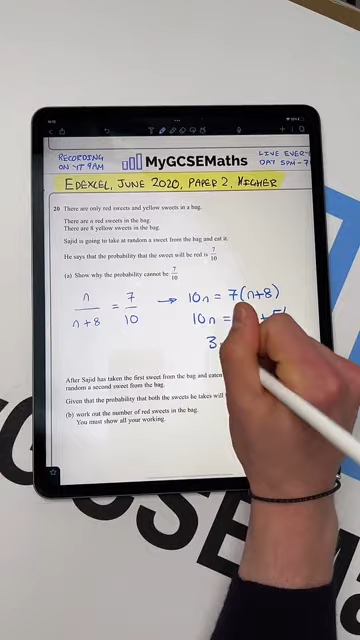 RECORDING
ON YT 9AM
MyGCSEMaths
LIVE EVERY
DAY 5PM-7
EDEXCEL, JUNE 2020, PAPER 2, HIGHER
20 There are only red sweets and yellow sweets in a bag.
There are n red sweets in the bag.
There are 8 yellow sweets in the bag.
Sajid is going to take at random a sweet from the bag and eat it.
He says that the probability that the sweet will be red is 7/10
(a) Show why the probability cannot be 7/10
n/n+8 = 7/10 → 10n = 7(n+8)
10n =
3
After Sajid has taken the first sweet from the bag and eaten
random a second sweet from the bag.
Given that the probability that both the sweets he takes will
(b) work out the number of red sweets in the bag.
You must show all your working.